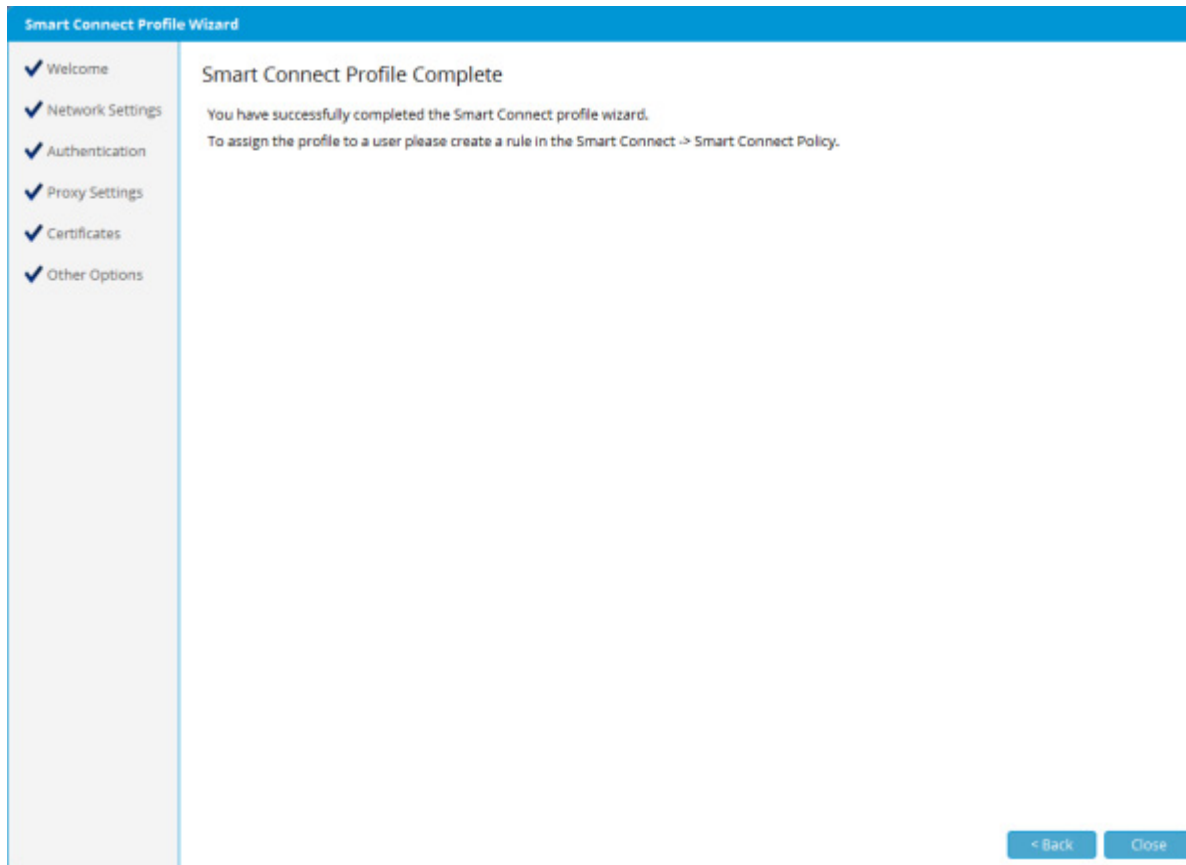 Smart Connect Profile Wizard
Welcome
Network Settings
Authentication
Proxy Settings
Certificates
Other Options
Smart Connect Profile Complete
You have successfully completed the Smart Connect profile wizard.
To assign the profile to a user please create a rule in the Smart Connect -> Smart Connect Policy.
< Back
Close